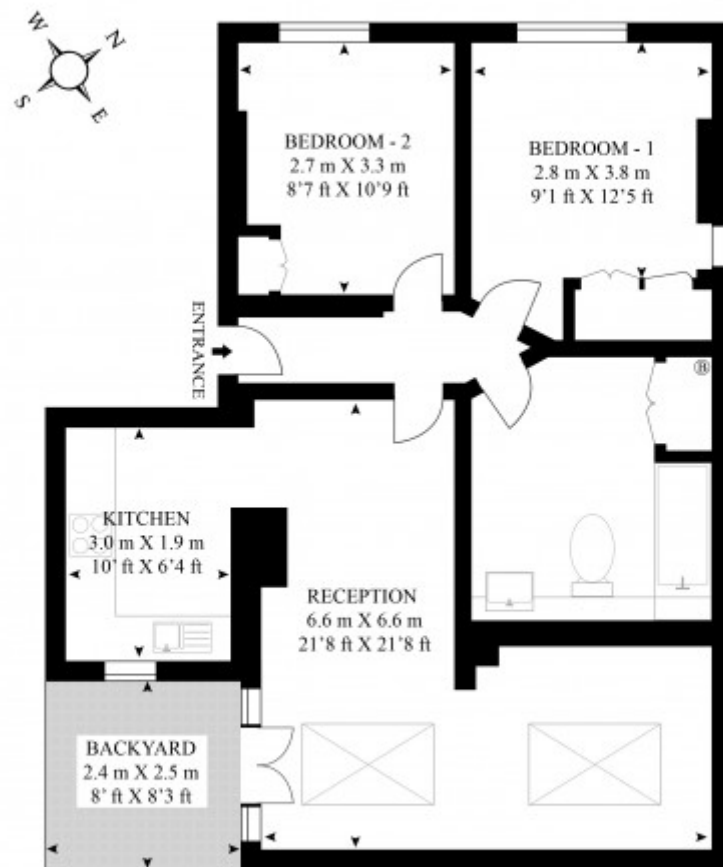 W
N
S
E
BEDROOM - 2
2.7 m X 3.3 m
8'7 ft X 10'9 ft
BEDROOM - 1
2.8 m X 3.8 m
9'1 ft X 12'5 ft
ENTRANCE
B
KITCHEN
3.0 m X 1.9 m
10' ft X 6'4 ft
RECEPTION
6.6 m X 6.6 m
21'8 ft X 21'8 ft
BACKYARD
2.4 m X 2.5 m
8' ft X 8'3 ft